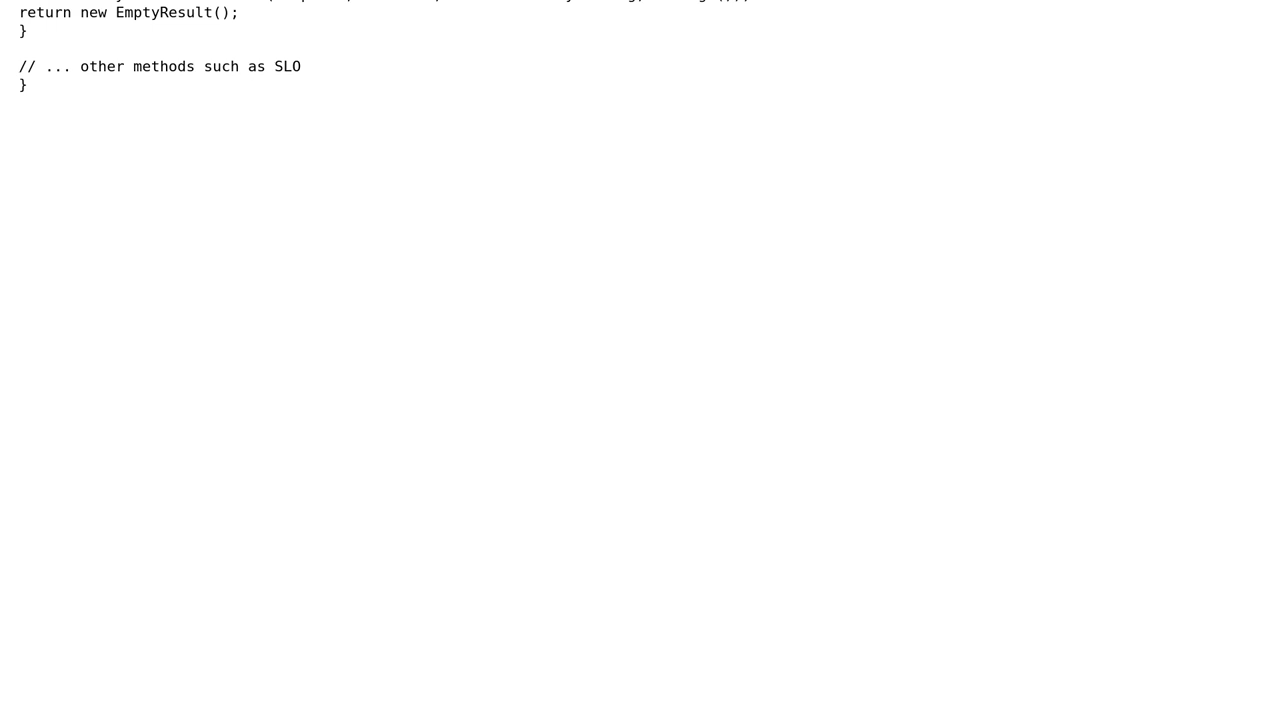 return new EmptyResult();
}
// ... other methods such as SLO
}